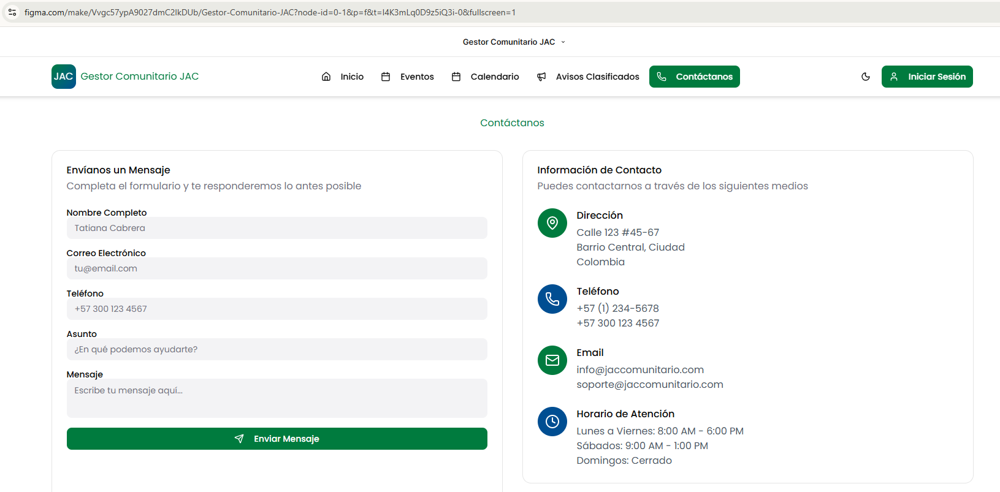 figma.com/make/Vvgc57ypA9027dmC2lkDUb/Gestor-Comunitario-JAC?node-id=0-1&p=f&t=I4K3mLq0D9z5iQ3i-0&fullscreen=1
Gestor Comunitario JAC
JAC Gestor Comunitario JAC Inicio Eventos Calendario Avisos Clasificados Contáctanos Iniciar Sesión
Contáctanos
Envíanos un Mensaje
Completa el formulario y te responderemos lo antes posible
Nombre Completo
Tatiana Cabrera
Correo Electrónico
tu@email.com
Teléfono
+57 300 123 4567
Asunto
¿En qué podemos ayudarte?
Mensaje
Escribe tu mensaje aquí...
Enviar Mensaje
Información de Contacto
Puedes contactarnos a través de los siguientes medios
Dirección
Calle 123 #45-67
Barrio Central, Ciudad
Colombia
Teléfono
+57 (1) 234-5678
+57 300 123 4567
Email
info@jaccomunitario.com
soporte@jaccomunitario.com
Horario de Atención
Lunes a Viernes: 8:00 AM - 6:00 PM
Sábados: 9:00 AM - 1:00 PM
Domingos: Cerrado